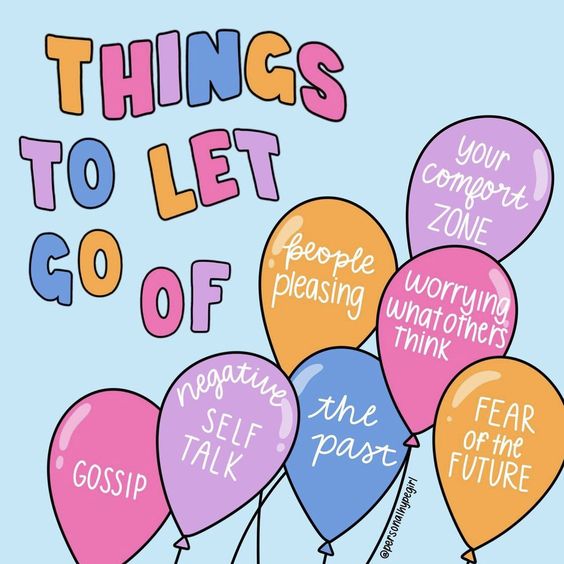 THINGS
TO LET
GO OF
your
comfort
ZONE
people
pleasing
worrying
what others
THINK
negative
SELF
TALK
the
past
FEAR
OF the
FUTURE
GOSSIP
@personalhypegirl